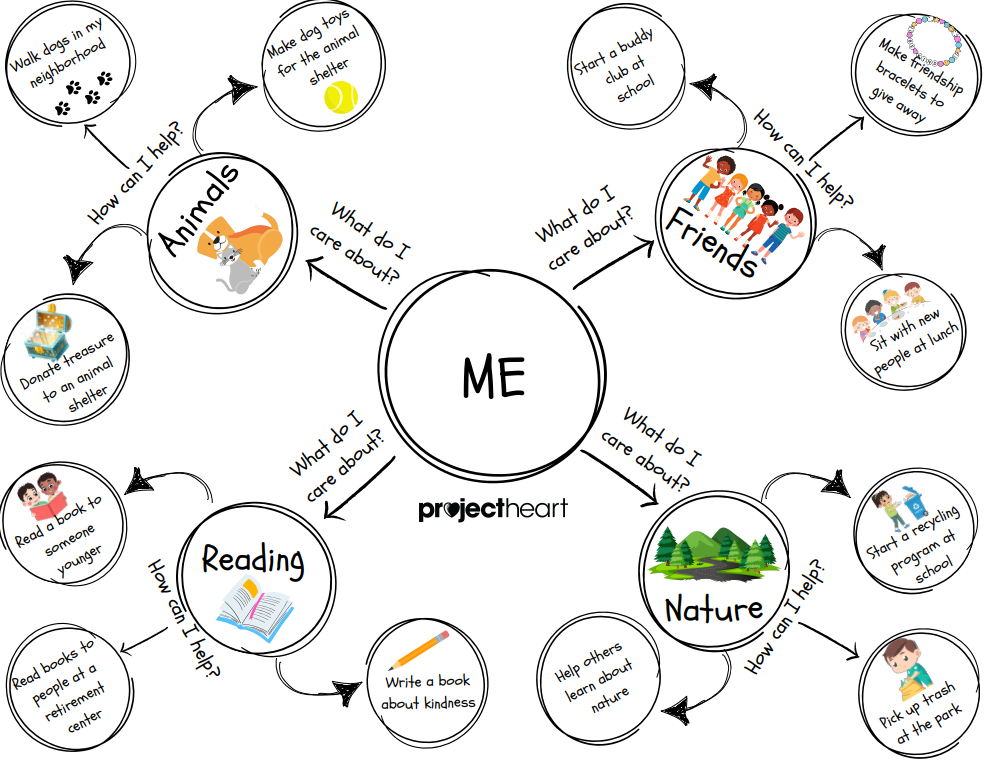 Walk dogs in my
neighborhood
Make dog toys
for the animal
shelter
How can I help?
Animals
Donate treasure
to an animal
shelter
What do I
care about?
Start a buddy
club at
school
Make friendship
bracelets to
give away
How can I help?
Friends
Sit with new
people at lunch
What do I
care about?
ME
What do I
care about?
What do I
care about?
projectheart
Read a book to
someone
younger
Reading
How can I help?
Read books to
people at a
retirement
center
Write a book
about kindness
Nature
How can I help?
Start a recycling
program at
school
Help others
learn about
nature
Pick up trash
at the park